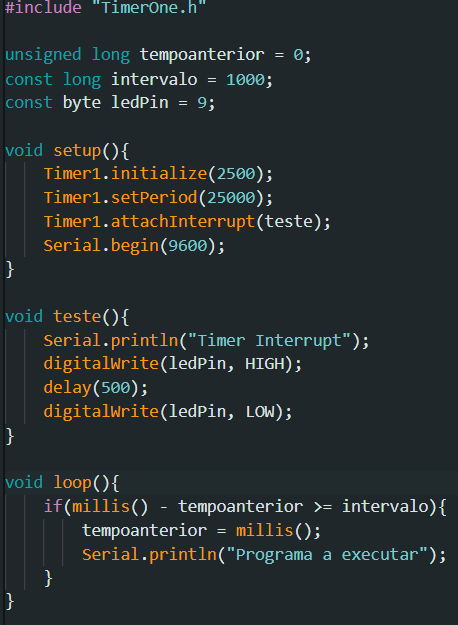 #include "TimerOne.h"
unsigned long tempoanterior = 0;
const long intervalo = 1000;
const byte ledPin = 9;
void setup(){
Timer1.initialize(2500);
Timer1.setPeriod(25000);
Timer1.attachInterrupt(teste);
Serial.begin(9600);
}
void teste(){
Serial.println("Timer Interrupt");
digitalWrite(ledPin, HIGH);
delay(500);
digitalWrite(ledPin, LOW);
}
void loop(){
if(millis() - tempoanterior >= intervalo){
tempoanterior = millis();
Serial.println("Programa a executar");
}
}